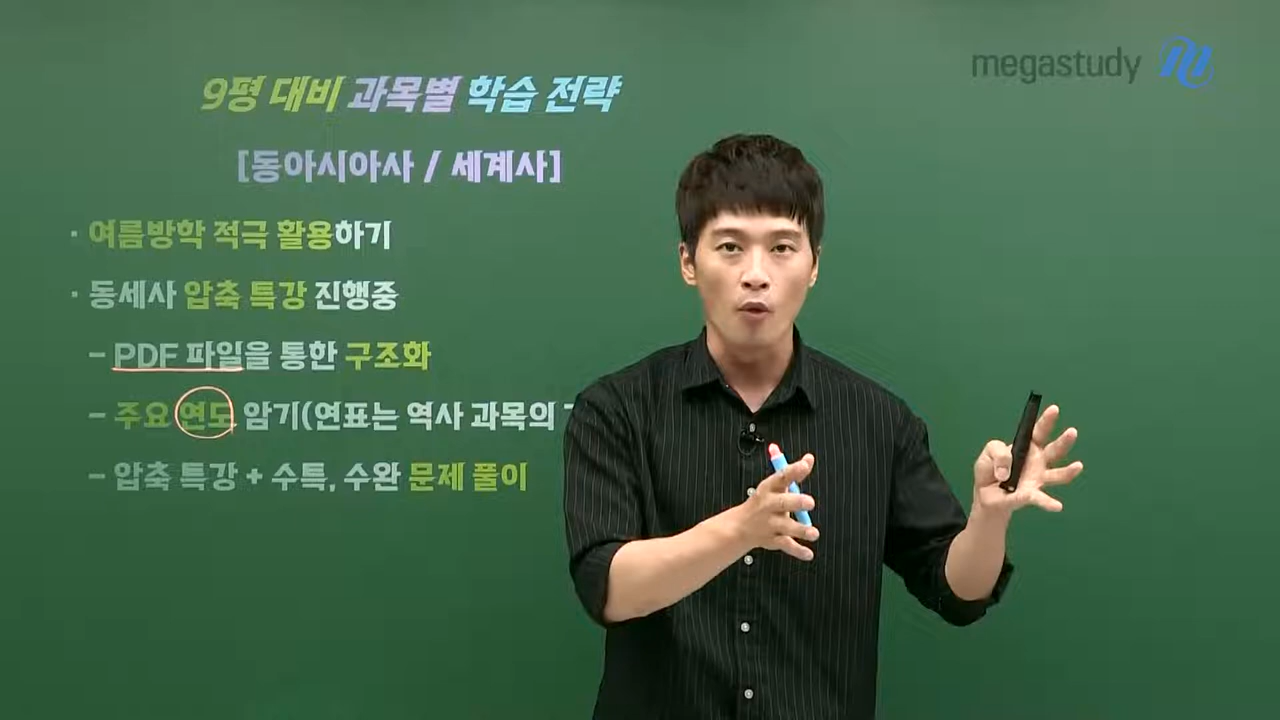 megastudy
9평 대비 과목별 학습 전략
[동아시아사 / 세계사]
· 여름방학 적극 활용하기
· 동세사 압축 특강 진행중
- PDF 파일을 통한 구조화
- 주요 연도 암기(연표는 역사 과목의
- 압축 특강 + 수특, 수완 문제 풀이